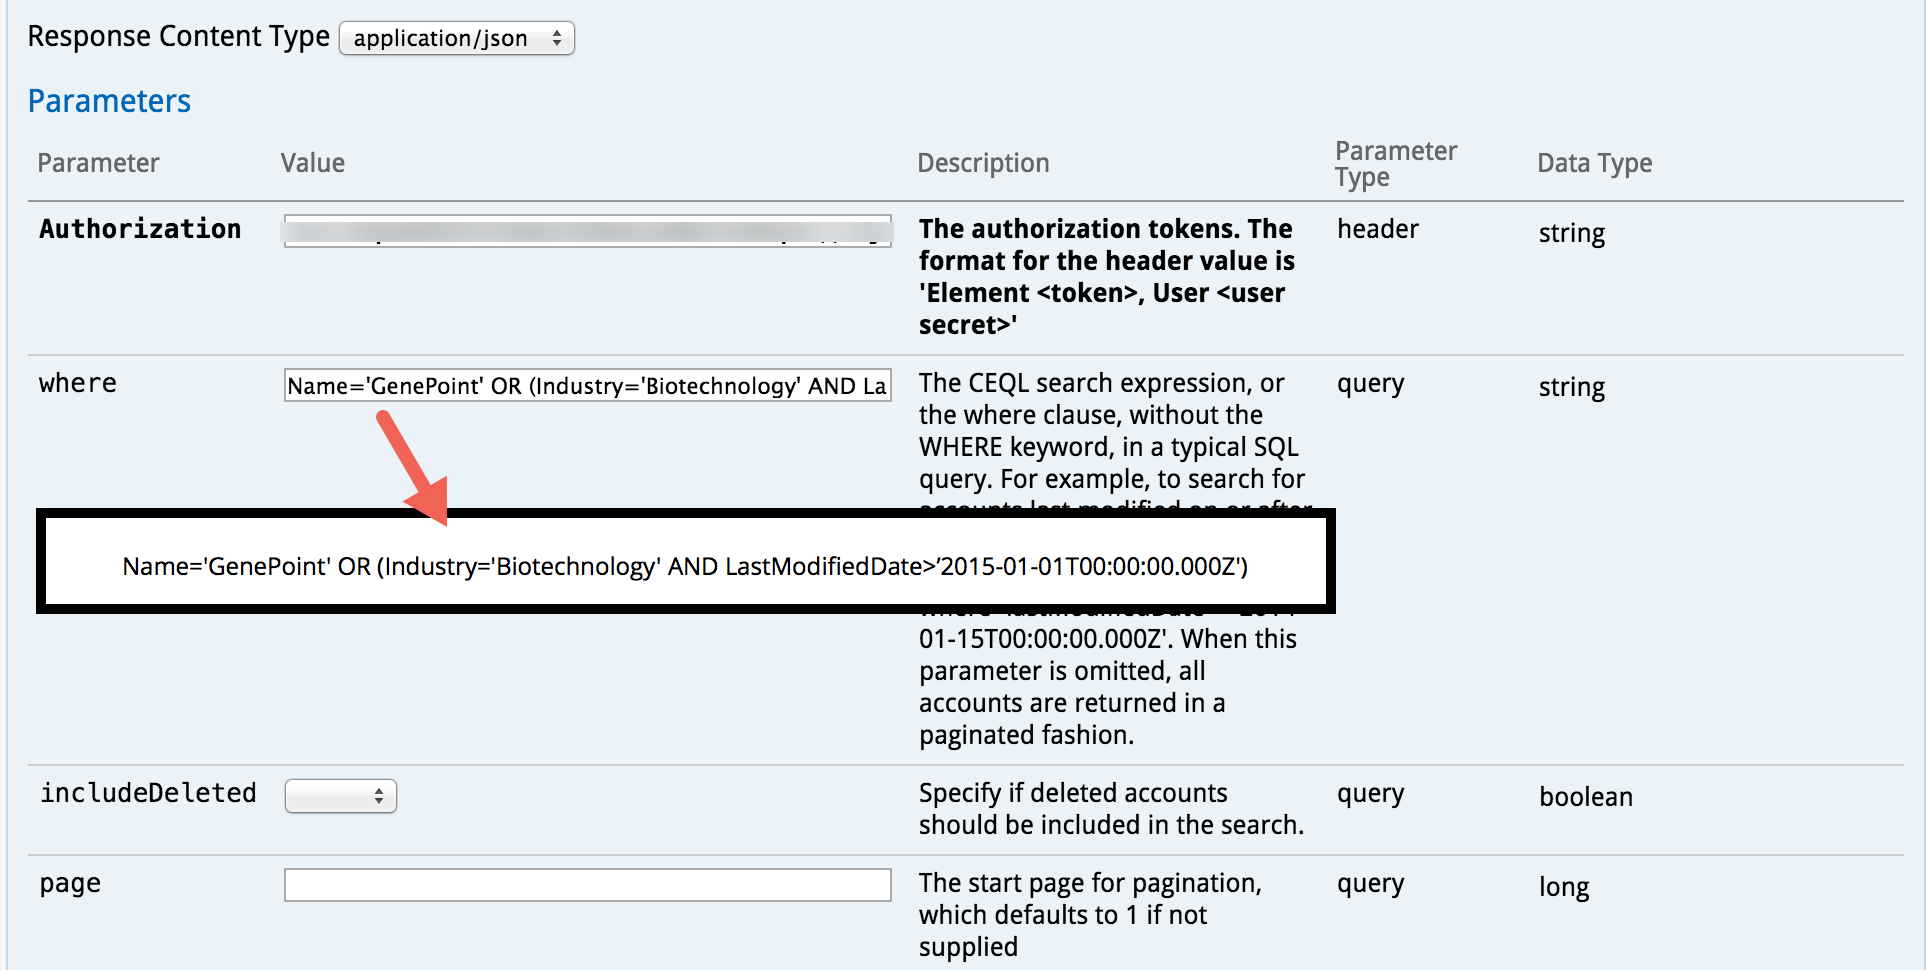 Response Content Type application/json
Parameters
Parameter Value Description Parameter Type Data Type
Authorization
The authorization tokens. The
format for the header value is
'Element <token>, User <user
secret>'
header string
where Name='GenePoint' OR (Industry='Biotechnology' AND La
The CEQL search expression, or
the where clause, without the
WHERE keyword, in a typical SQL
query. For example, to search for
accounts last modified on or after
query string
Name='GenePoint' OR (Industry='Biotechnology' AND LastModifiedDate>’2015-01-01T00:00:00.000Z')
01-15T00:00:00.000Z'. When this
parameter is omitted, all
accounts are returned in a
paginated fashion.
includeDeleted
Specify if deleted accounts
should be included in the search.
query boolean
page
The start page for pagination,
which defaults to 1 if not
supplied
query long